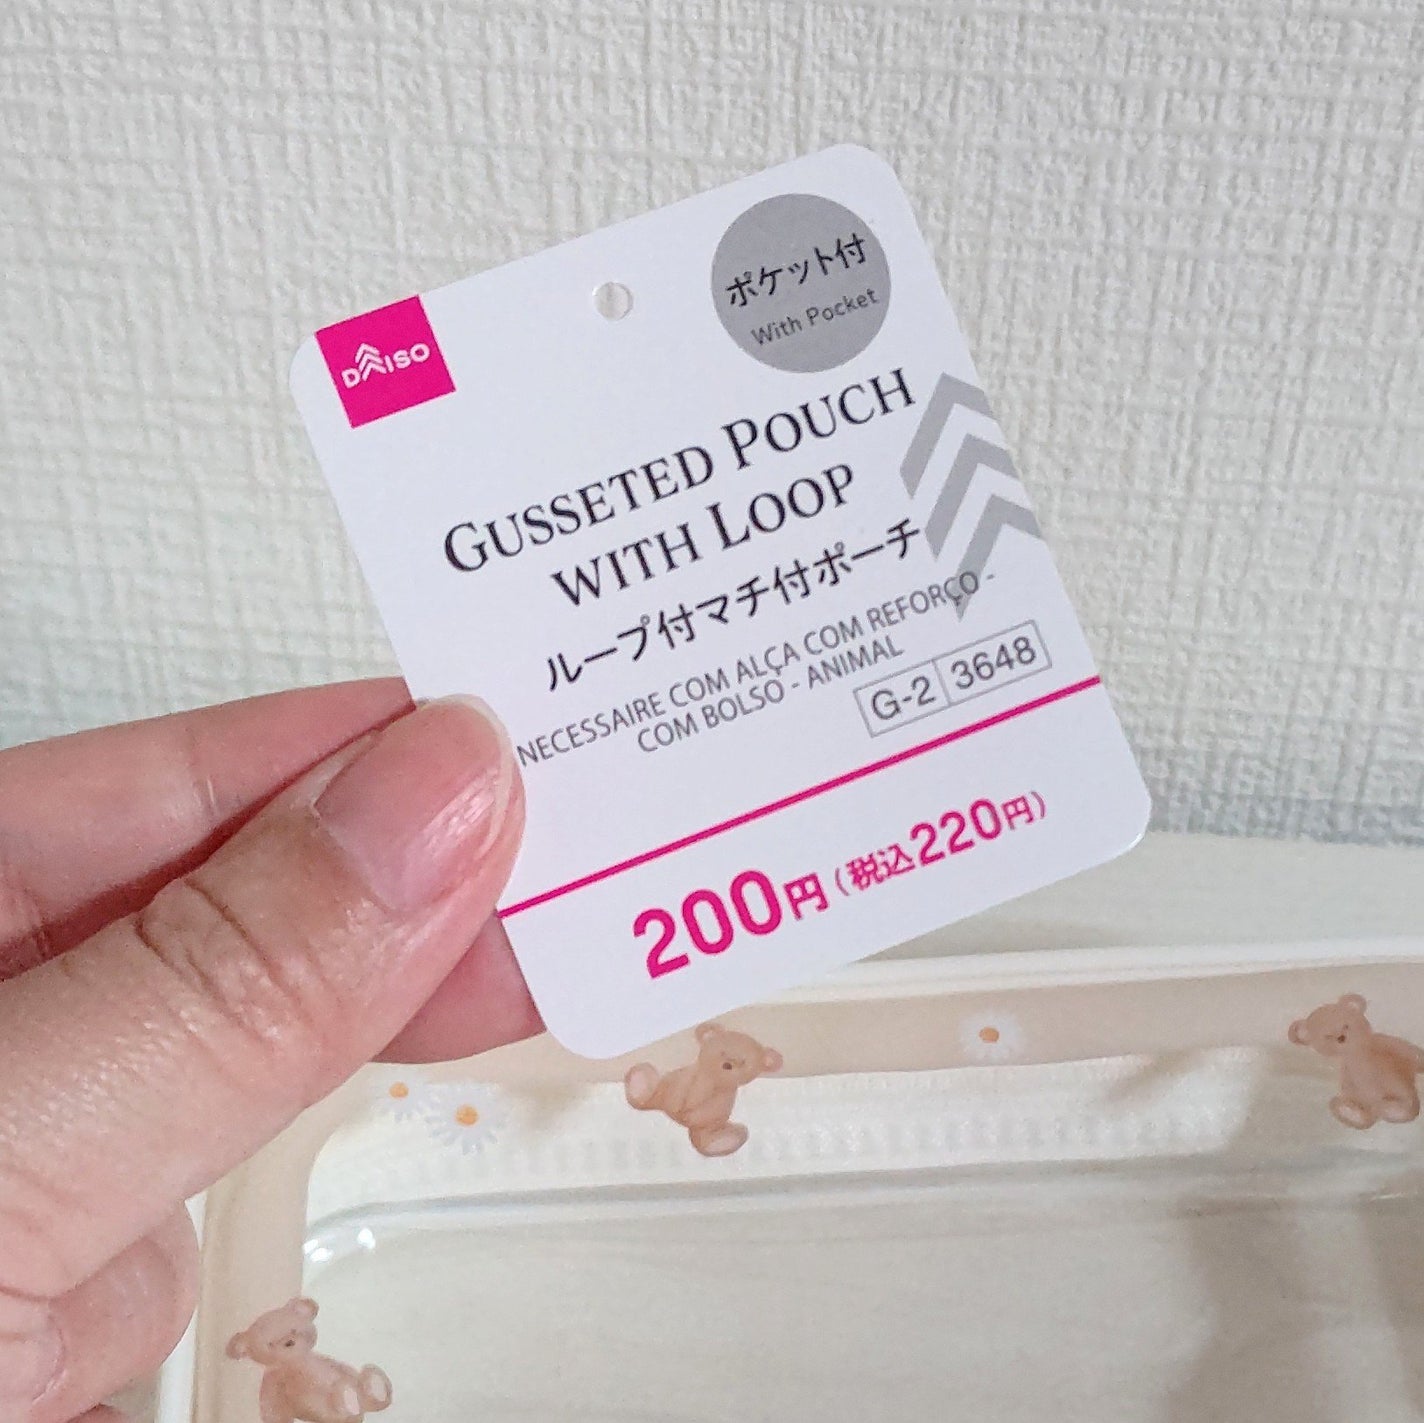 DAISO
ポケット付
With Pocket
GUSSETED POUCH
WITH LOOP
ループ付マチ付ポーチ
NECESSAIRE COM ALÇA COM REFORÇO -
COM BOLSO - ANIMAL
G-2 3648
200円(税込220円)